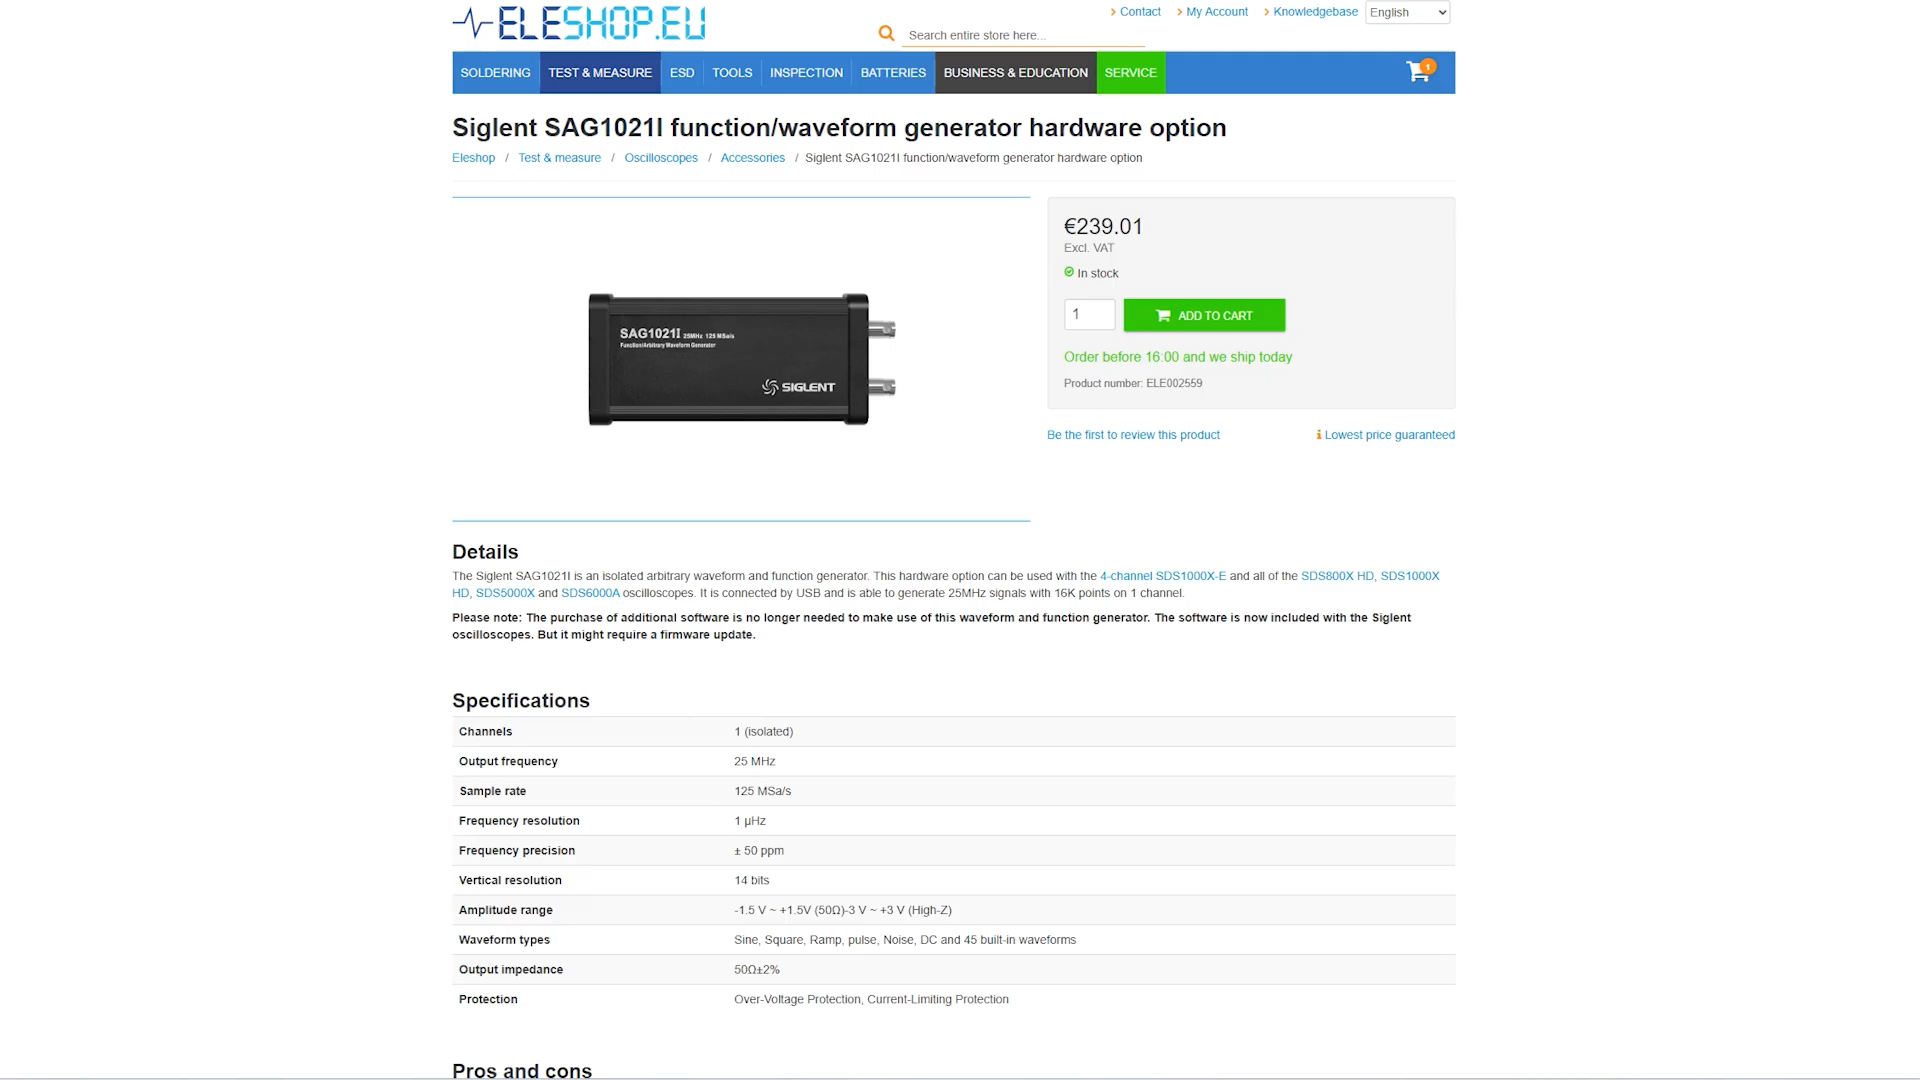 ELESHOP.EU
Contact
My Account
Knowledgebase
English
Search entire store here...
SOLDERING
TEST & MEASURE
ESD
TOOLS
INSPECTION
BATTERIES
BUSINESS & EDUCATION
SERVICE
1
Siglent SAG1021I function/waveform generator hardware option
Eleshop / Test & measure / Oscilloscopes / Accessories / Siglent SAG1021I function/waveform generator hardware option
SAG1021I 25MHz 125 MSa/s
Function/Arbitrary Waveform Generator
SIGLENT
€239.01
Excl. VAT
In stock
1
ADD TO CART
Order before 16:00 and we ship today
Product number: ELE002559
Be the first to review this product
Lowest price guaranteed
Details
The Siglent SAG1021I is an isolated arbitrary waveform and function generator. This hardware option can be used with the 4-channel SDS1000X-E and all of the SDS800X HD, SDS1000X
HD, SDS5000X and SDS6000A oscilloscopes. It is connected by USB and is able to generate 25MHz signals with 16K points on 1 channel.
Please note: The purchase of additional software is no longer needed to make use of this waveform and function generator. The software is now included with the Siglent
oscilloscopes. But it might require a firmware update.
Specifications
Channels 1 (isolated)
Output frequency 25 MHz
Sample rate 125 MSa/s
Frequency resolution 1 µHz
Frequency precision ± 50 ppm
Vertical resolution 14 bits
Amplitude range -1.5 V ~ +1.5V (50Ω)-3 V ~ +3 V (High-Z)
Waveform types Sine, Square, Ramp, pulse, Noise, DC and 45 built-in waveforms
Output impedance 50Ω±2%
Protection Over-Voltage Protection, Current-Limiting Protection
Pros and cons